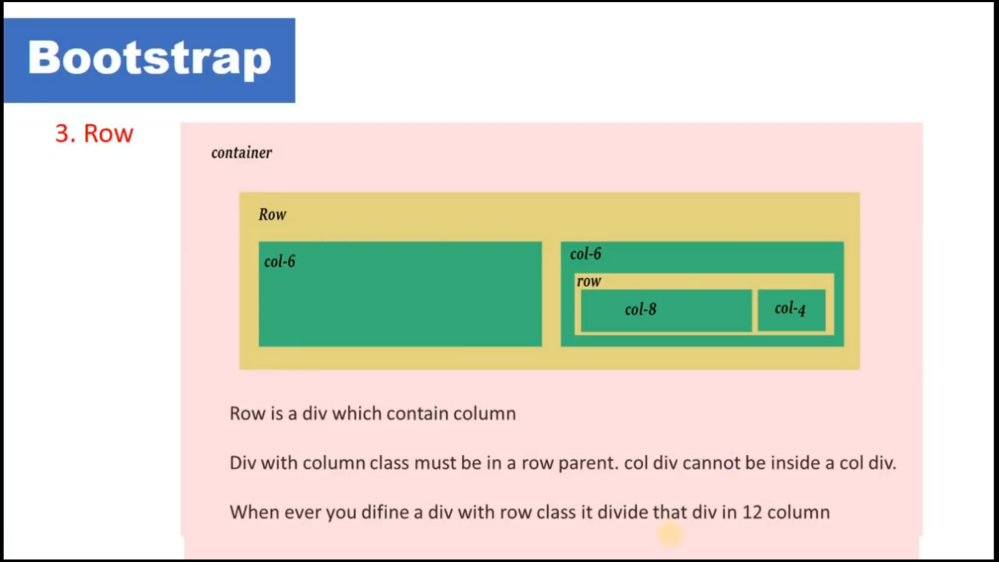 Bootstrap
3. Row
container
Row
col-6
col-6
row
col-8
col-4
Row is a div which contain column
Div with column class must be in a row parent. col div cannot be inside a col div.
When ever you difine a div with row class it divide that div in 12 column